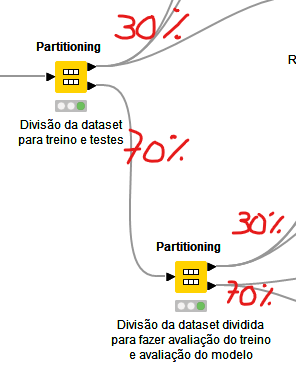 30%
Partitioning
R
Divisão da dataset
para treino e testes
70%
30%
Partitioning
70%
Divisão da dataset dividida
para fazer avaliação do treino
e avaliação do modelo